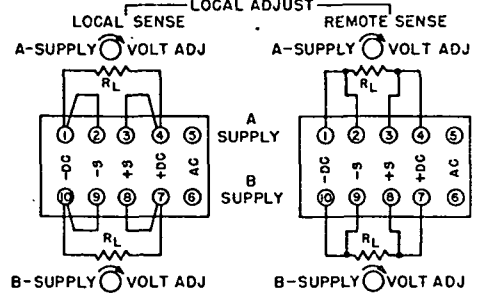 LOCAL ADJUST
LOCAL SENSE REMOTE SENSE
A-SUPPLY VOLT ADJ A-SUPPLY VOLT ADJ
RL RL
1 2 3 4 5 A SUPPLY 1 2 3 4 5
-DC -S +S +DC AC -DC -S +S +DC AC
10 9 8 7 6 B SUPPLY 10 9 8 7 6
RL RL
B-SUPPLY VOLT ADJ B-SUPPLY VOLT ADJ